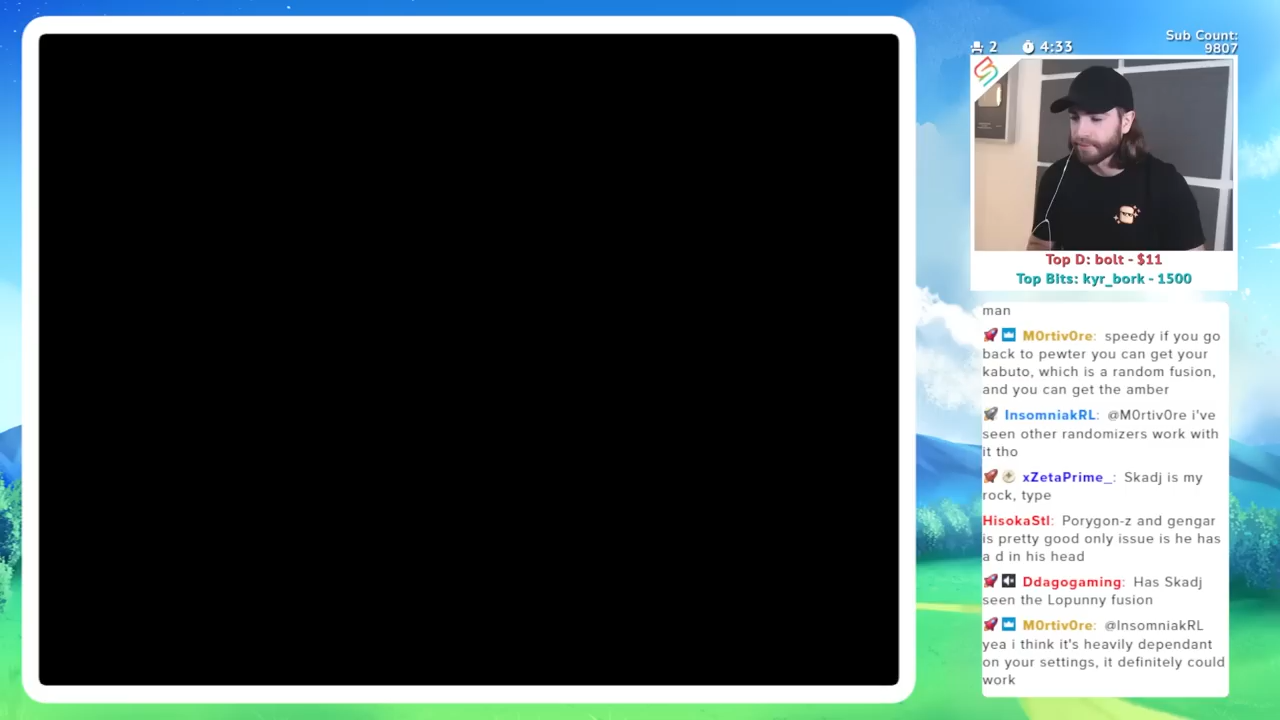 2
4:33
Sub Count:
9807
Top D: bolt - $11
Top Bits: kyr_bork - 1500
man
M0rtiv0re: speedy if you go
back to pewter you can get your
kabuto, which is a random fusion,
and you can get the amber
InsomniakRL: @M0rtiv0re i've
seen other randomizers work with
it tho
xZetaPrime_: Skadj is my
rock, type
HisokaStl: Porygon-z and gengar
is pretty good only issue is he has
a d in his head
Ddagogaming: Has Skadj
seen the Lopunny fusion
M0rtiv0re: @InsomniakRL
yea i think it's heavily dependant
on your settings, it definitely could
work